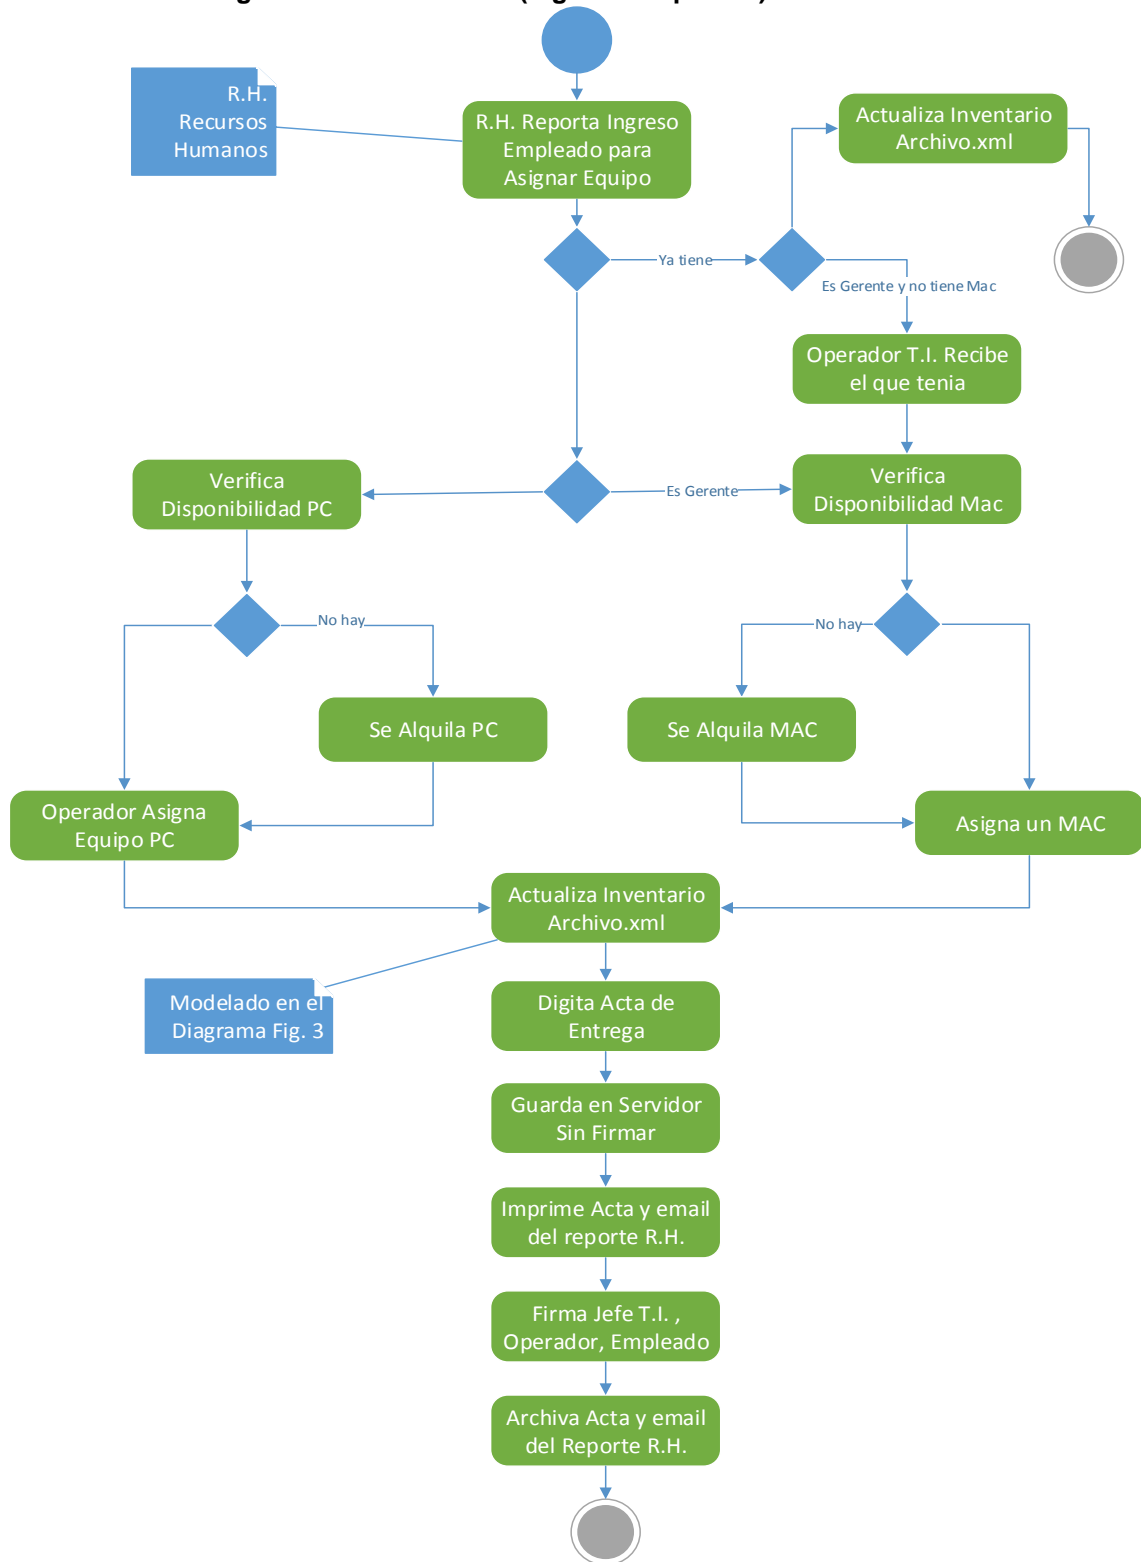 R.H.
Recursos
Humanos
R.H. Reporta Ingreso
Empleado para
Asignar Equipo
Actualiza Inventario
Archivo.xml
Ya tiene
Es Gerente y no tiene Mac
Operador T.I. Recibe
el que tenia
Verifica
Disponibilidad PC
Es Gerente
Verifica
Disponibilidad Mac
No hay
No hay
Se Alquila PC
Se Alquila MAC
Operador Asigna
Equipo PC
Asigna un MAC
Actualiza Inventario
Archivo.xml
Modelado en el
Diagrama Fig. 3
Digita Acta de
Entrega
Guarda en Servidor
Sin Firmar
Imprime Acta y email
del reporte R.H.
Firma Jefe T.I. ,
Operador, Empleado
Archiva Acta y email
del Reporte R.H.